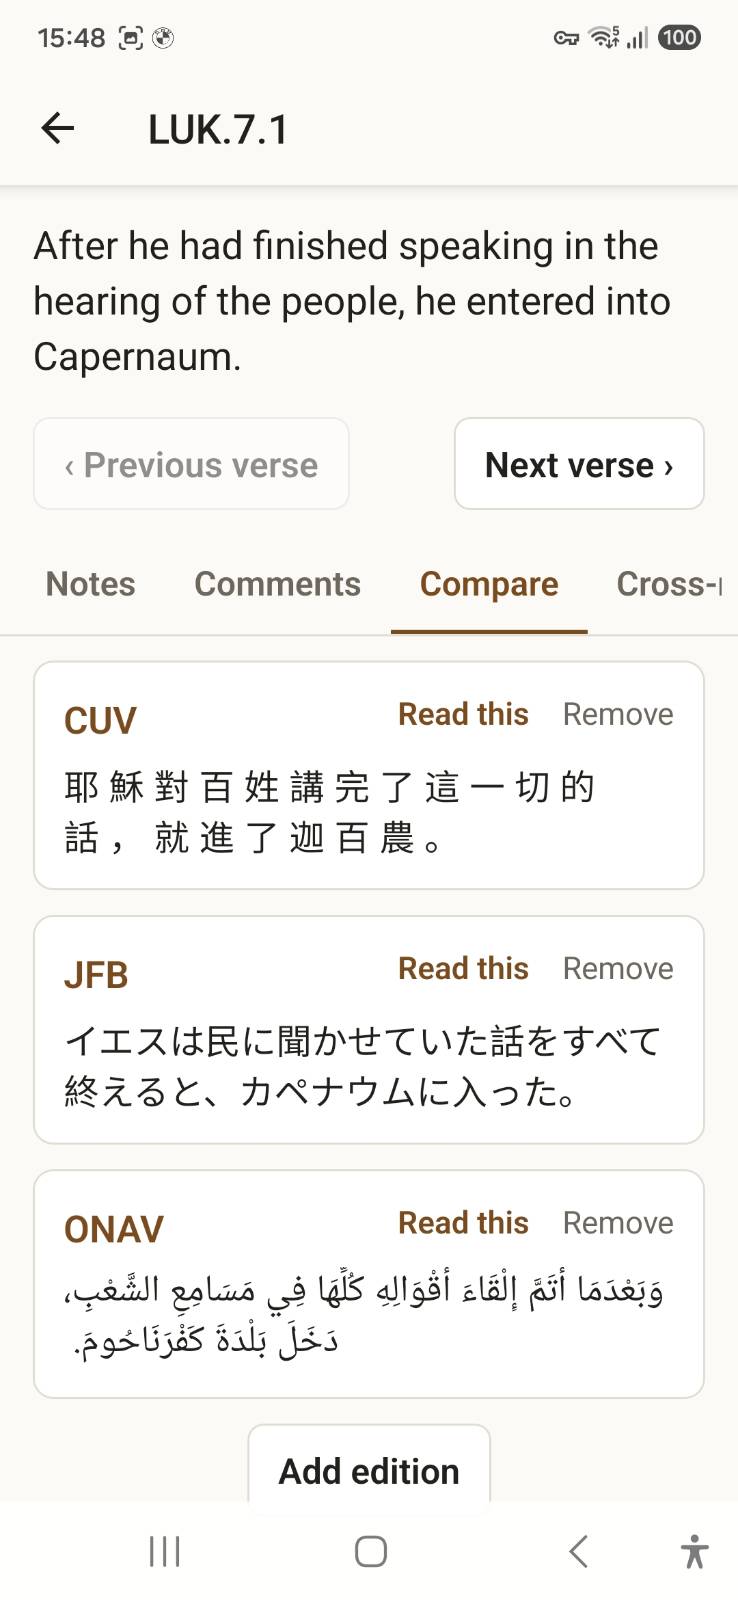 15:48
5
100
LUK.7.1
After he had finished speaking in the
hearing of the people, he entered into
Capernaum.
‹ Previous verse
Next verse ›
Notes
Comments
Compare
Cross-
CUV
Read this
Remove
耶 穌 對 百 姓 講 完 了 這 一 切 的
話 ， 就 進 了 迦 百 農 。
JFB
Read this
Remove
イエスは民に聞かせていた話をすべて
終えると、カペナウムに入った。
ONAV
Read this
Remove
وَبَعْدَمَا أَتَمَّ إِلْقَاءَ أَقْوَالِهِ كُلِّهَا فِي مَسَامِعِ الشَّعْبِ،
دَخَلَ بَلْدَةَ كَفْرَنَاحُومَ.
Add edition